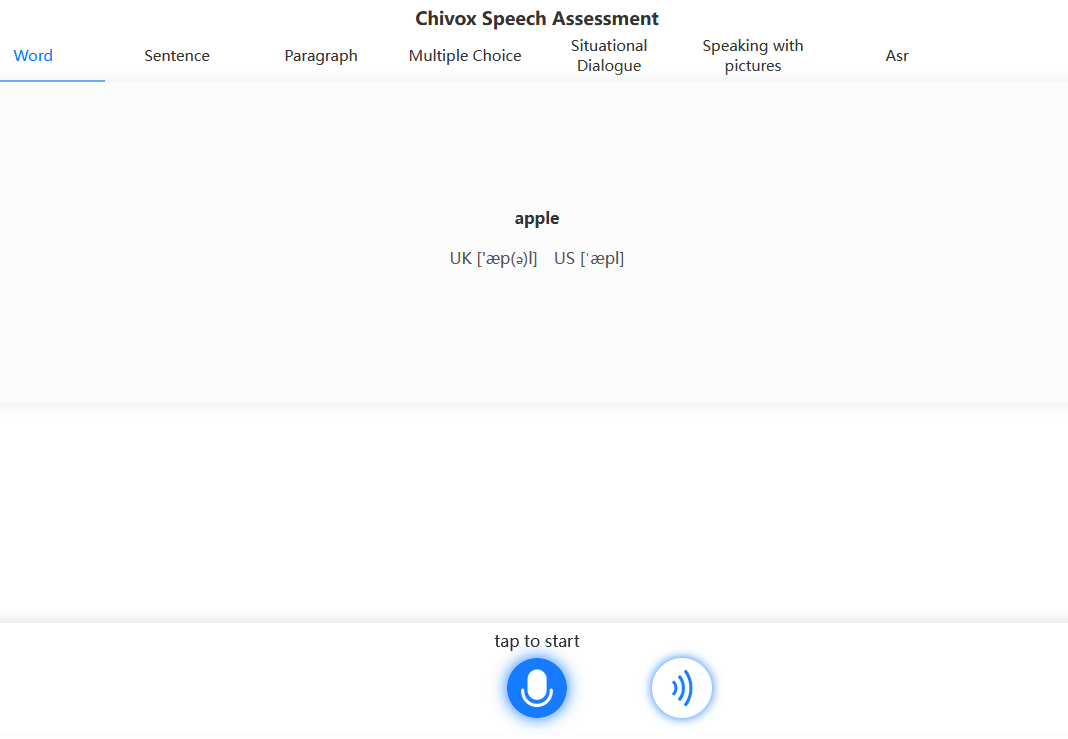 Chivox Speech Assessment
Word
Sentence
Paragraph
Multiple Choice
Situational
Dialogue
Speaking with
pictures
Asr
apple
UK ['æp(ə)l] US [ˈæpl]
tap to start